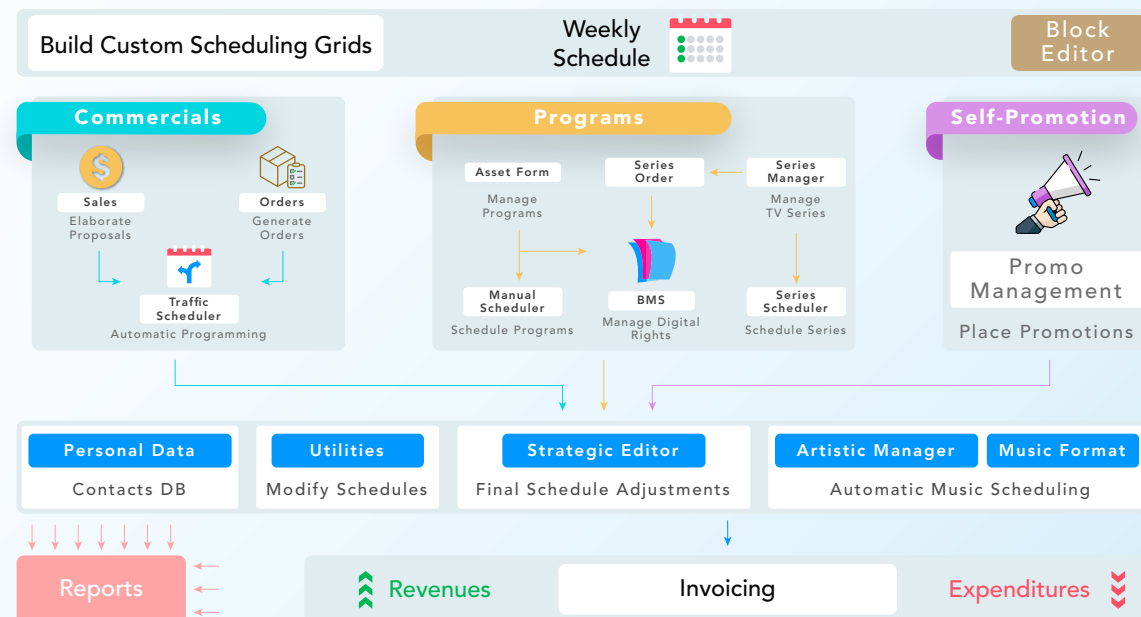 Build Custom Scheduling Grids
Weekly
Schedule
Block
Editor
Commercials
Sales
Elaborate
Proposals
Orders
Generate
Orders
Traffic
Scheduler
Automatic Programming
Programs
Asset Form
Manage
Programs
Series
Order
Series
Manager
Manage
TV Series
Manual
Scheduler
Schedule Programs
BMS
Manage Digital
Rights
Series
Scheduler
Schedule Series
Self-Promotion
Promo
Management
Place Promotions
Personal Data
Contacts DB
Utilities
Modify Schedules
Strategic Editor
Final Schedule Adjustments
Artistic Manager
Music Format
Automatic Music Scheduling
Reports
Revenues
Invoicing
Expenditures